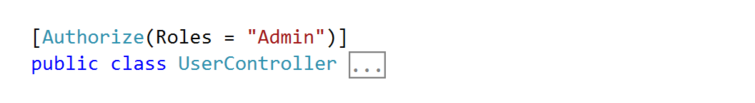 [Authorize(Roles = "Admin")]
public class UserController ...